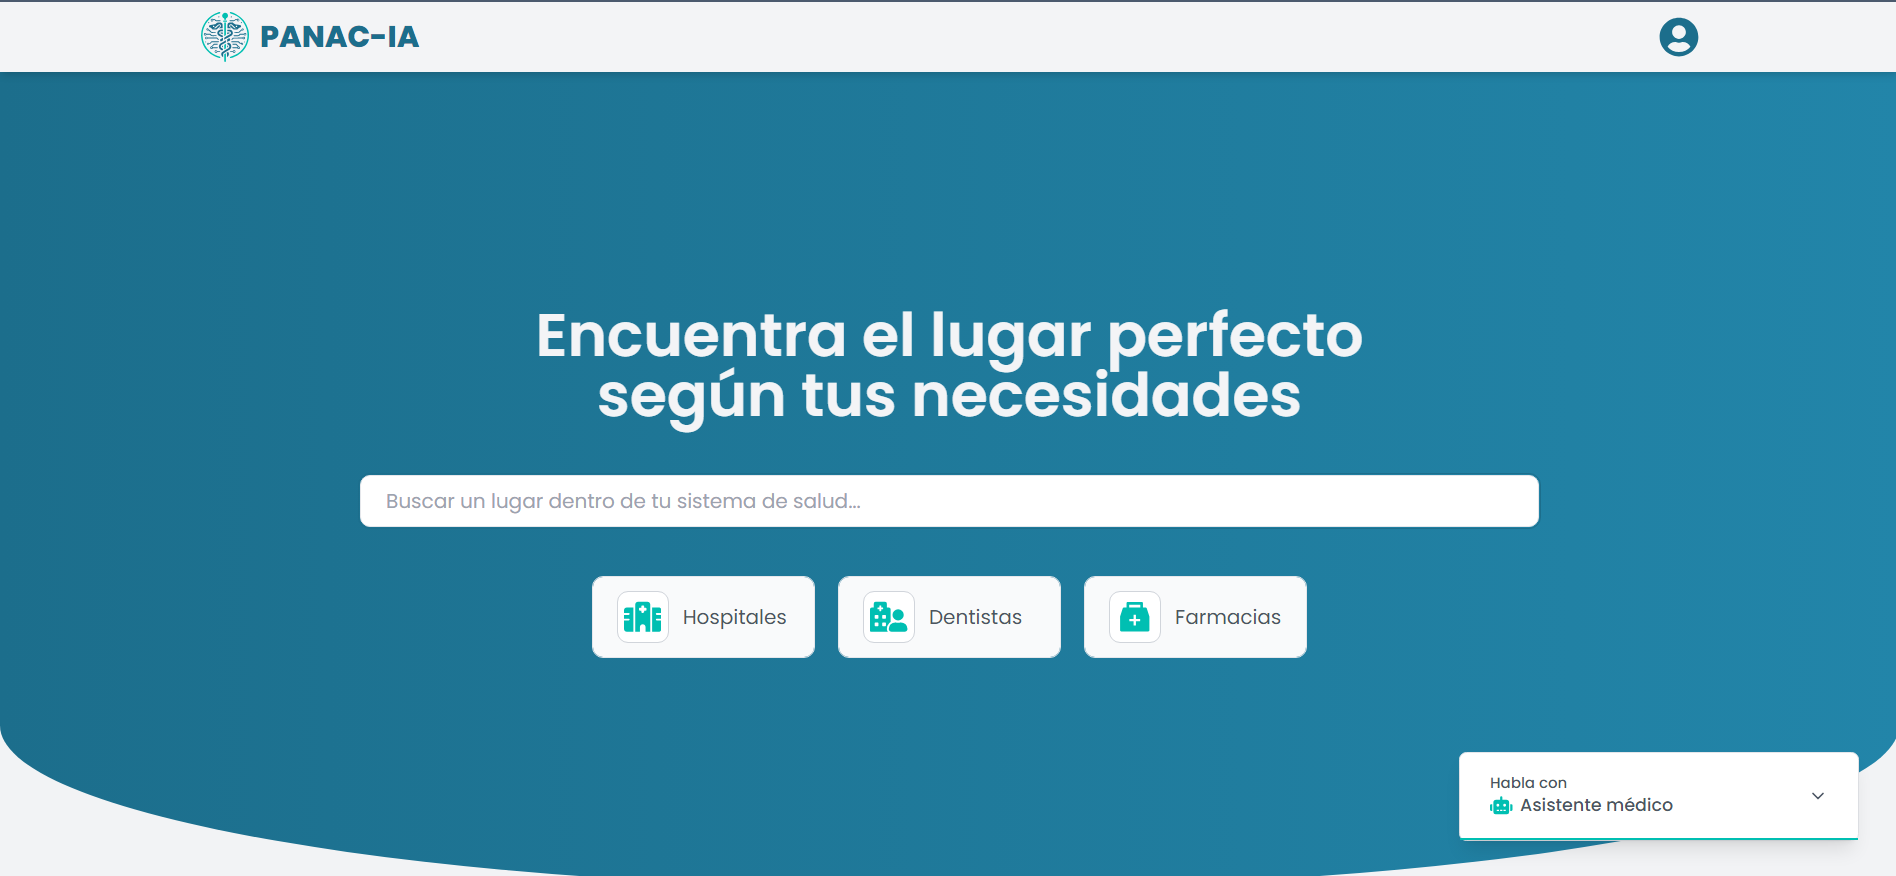 PANAC-IA
Encuentra el lugar perfecto
según tus necesidades
Buscar un lugar dentro de tu sistema de salud...
Hospitales
Dentistas
Farmacias
Habla con
Asistente médico